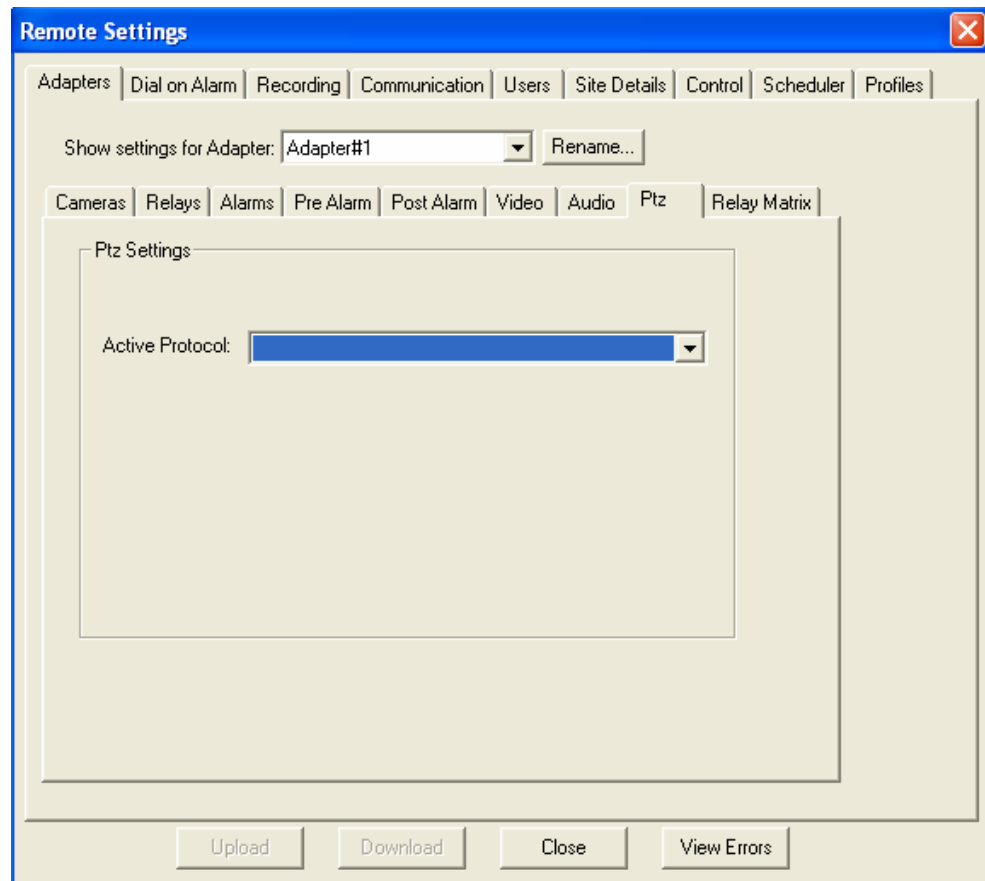 Remote Settings
Adapters Dial on Alarm Recording Communication Users Site Details Control Scheduler Profiles
Show settings for Adapter: Adapter#1 Rename...
Cameras Relays Alarms Pre Alarm Post Alarm Video Audio Ptz Relay Matrix
Ptz Settings
Active Protocol:
Upload Download Close View Errors